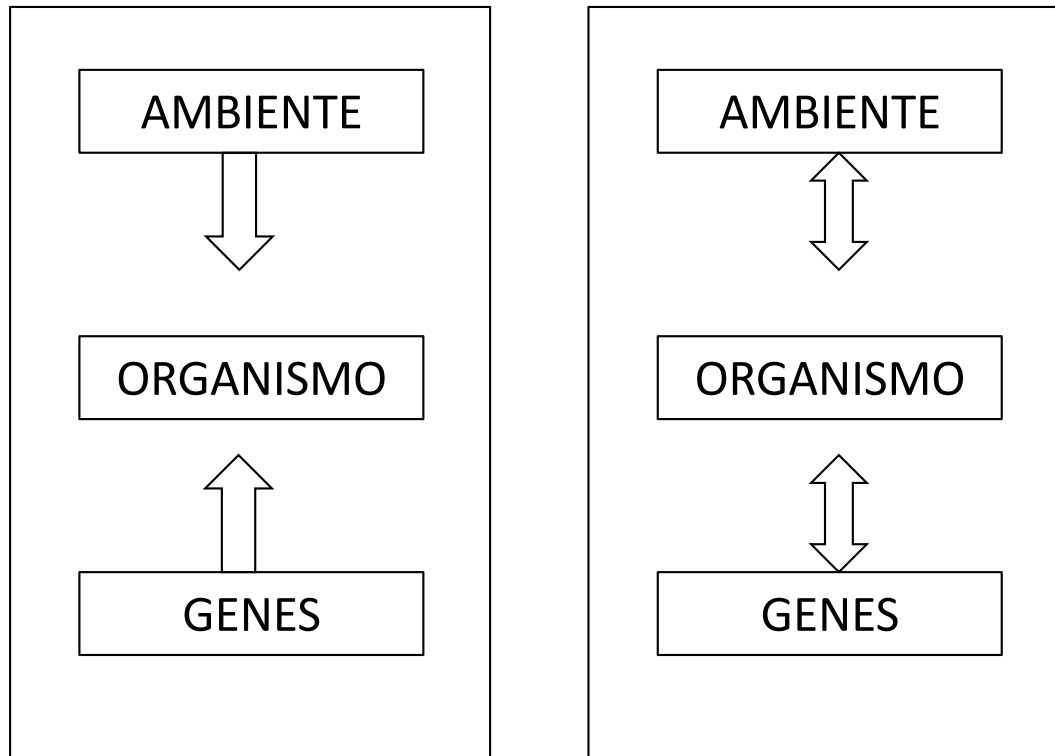 AMBIENTE
ORGANISMO
GENES
AMBIENTE
ORGANISMO
GENES